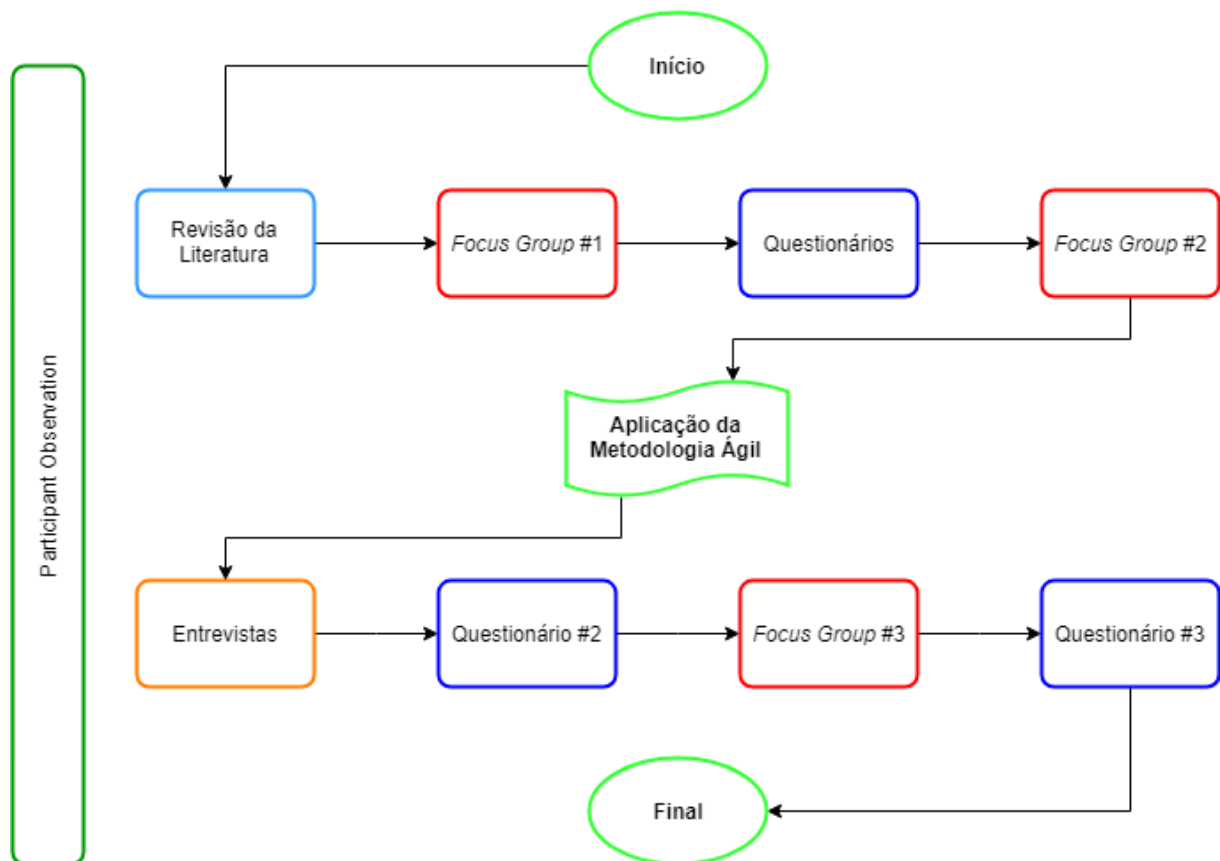 Início
Participant Observation
Revisão da
Literatura
Focus Group #1
Questionários
Focus Group #2
Aplicação da
Metodologia Ágil
Entrevistas
Questionário #2
Focus Group #3
Questionário #3
Final